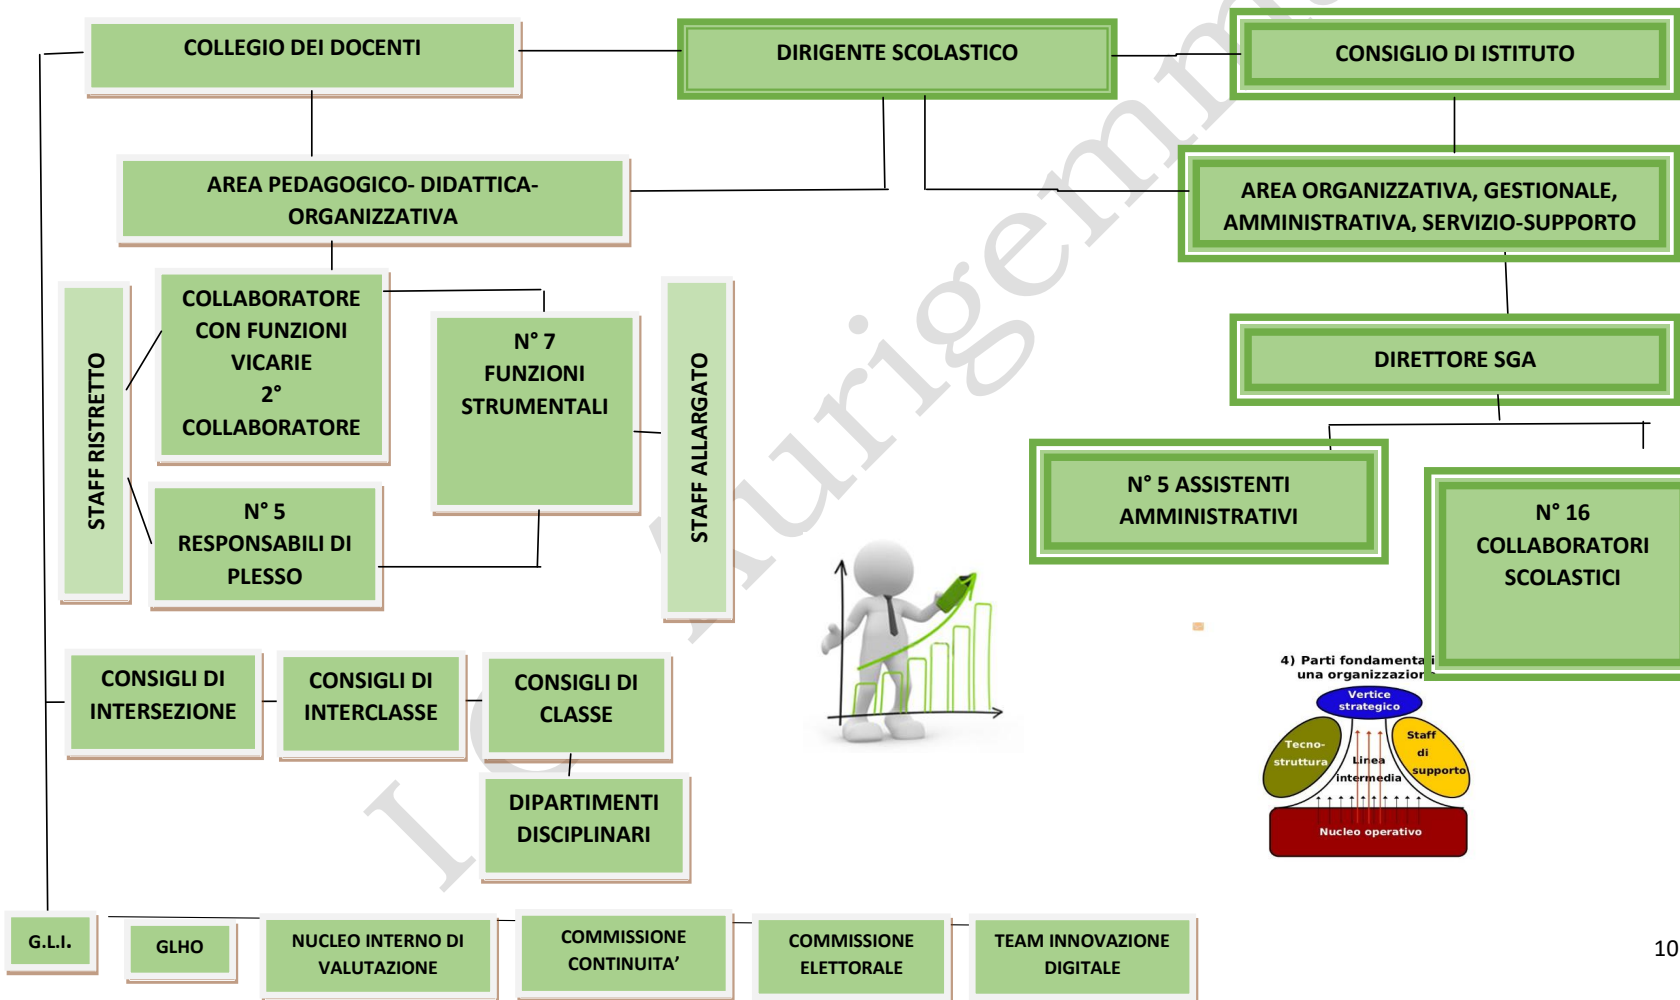 COLLEGIO DEI DOCENTI
DIRIGENTE SCOLASTICO
CONSIGLIO DI ISTITUTO
AREA PEDAGOGICO- DIDATTICA-
ORGANIZZATIVA
AREA ORGANIZZATIVA, GESTIONALE,
AMMINISTRATIVA, SERVIZIO-SUPPORTO
STAFF RISTRETTO
COLLABORATORE
CON FUNZIONI
VICARIE
2°
COLLABORATORE
N° 7
FUNZIONI
STRUMENTALI
STAFF ALLARGATO
DIRETTORE SGA
N° 5
RESPONSABILI DI
PLESSO
N° 5 ASSISTENTI
AMMINISTRATIVI
N° 16
COLLABORATORI
SCOLASTICI
CONSIGLI DI
INTERSEZIONE
CONSIGLI DI
INTERCLASSE
CONSIGLI DI
CLASSE
DIPARTIMENTI
DISCIPLINARI
4) Parti fondamentali
una organizzazione
Vertice
strategico
Tecno-
struttura
Linea
intermedia
Staff
di
supporto
Nucleo operativo
G.L.I.
GLHO
NUCLEO INTERNO DI
VALUTAZIONE
COMMISSIONE
CONTINUITA’
COMMISSIONE
ELETTORALE
TEAM INNOVAZIONE
DIGITALE
10